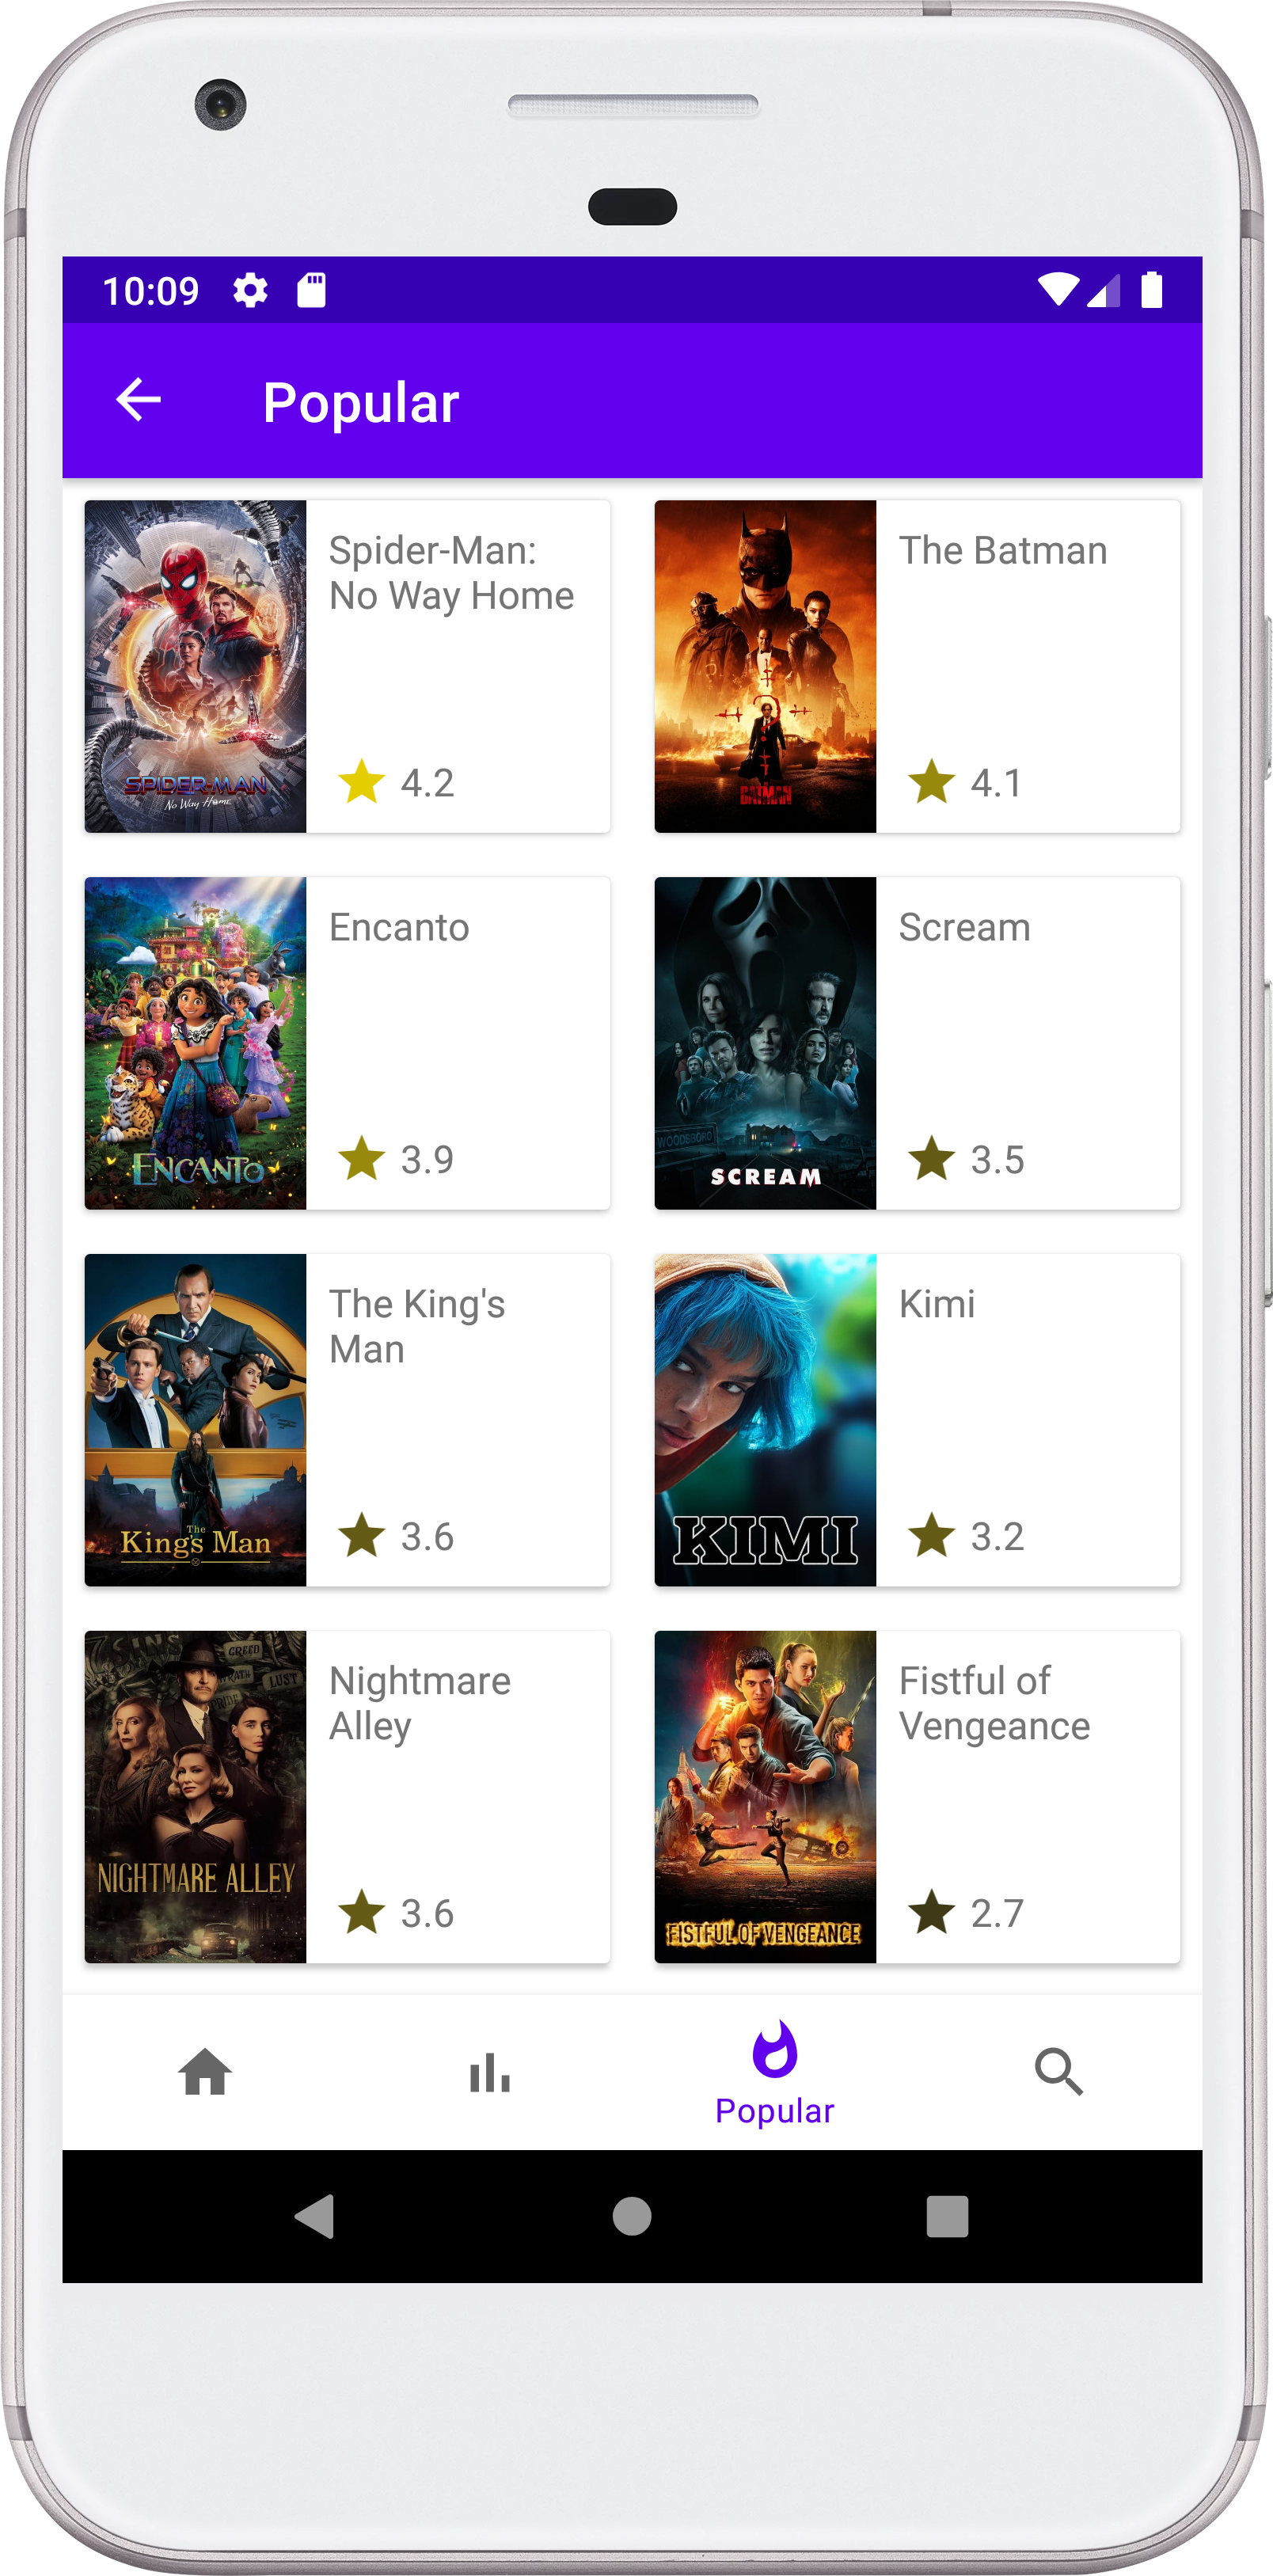 10:09
Popular
Spider-Man:
No Way Home
SPIDER-MAN
No Way Home
4.2
The Batman
THE BATMAN
4.1
Encanto
ENCANTO
3.9
Scream
WOODSBORO
SCREAM
3.5
The King's
Man
The
King's Man
3.6
Kimi
KIMI
3.2
Nightmare
Alley
SINS
GREED
WRATH
LUST
PRIDE
NIGHTMARE ALLEY
3.6
Fistful of
Vengeance
FISTFUL OF VENGEANCE
2.7
Popular